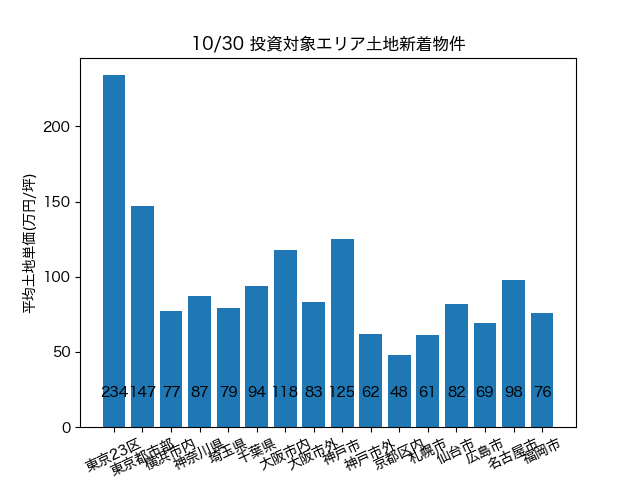 10/30 投資対象エリア土地新着物件
平均土地単価(万円/坪)
200
150
100
50
0
234 147 77 87 79 94 118 83 125 62 48 61 82 69 98 76
東京23区 東京都市部 横浜市内 神奈川県 埼玉県 千葉県 大阪市内 大阪市外 神戸市 神戸市外 京都区内 札幌市 仙台市 広島市 名古屋市 福岡市